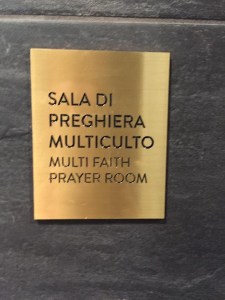 SALA DI
PREGHIERA
MULTICULTO
MULTI FAITH
PRAYER ROOM